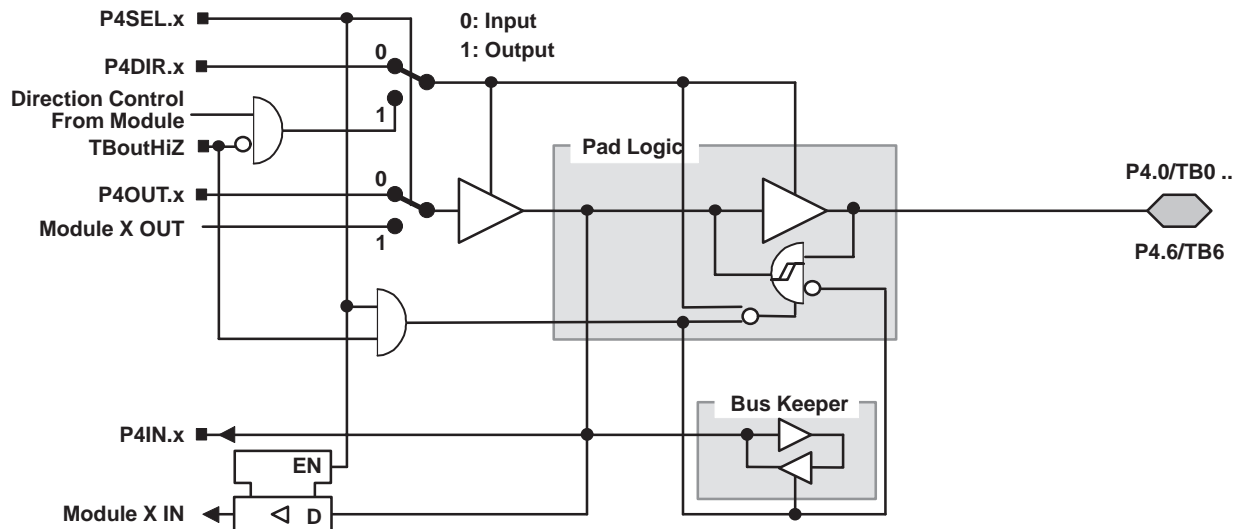 P4SEL.x
0: Input
1: Output
0
P4DIR.x
Direction Control
From Module
1
TBoutHiZ
Pad Logic
P4.0/TB0 ..
0
P4OUT.x
Module X OUT
1
P4.6/TB6
Bus Keeper
P4IN.x
EN
Module X IN
D